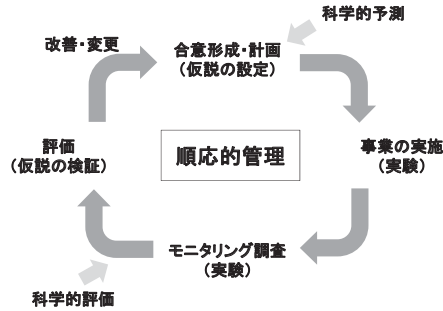 科学的予測
改善・変更
合意形成・計画
(仮説の設定)
評価
(仮説の検証)
順応的管理
事業の実施
(実験)
モニタリング調査
(実験)
科学的評価